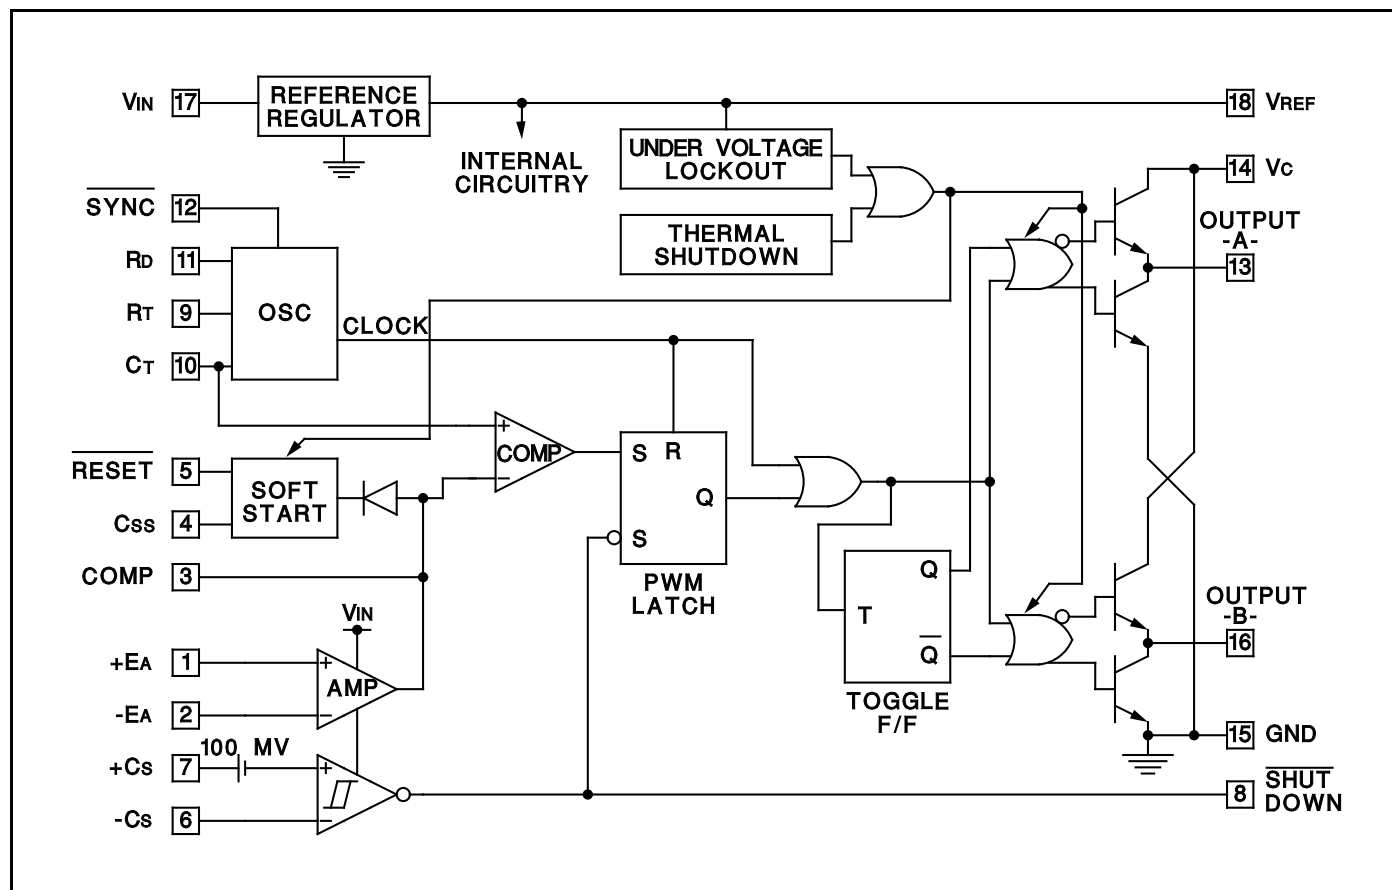 VIN 17
REFERENCE
REGULATOR
INTERNAL
CIRCUITRY
18 VREF
UNDER VOLTAGE
LOCKOUT
14 VC
SYNC 12
THERMAL
SHUTDOWN
OUTPUT
-A-
13
RD 11
RT 9
OSC
CLOCK
CT 10
RESET 5
SOFT
START
CSS 4
+
COMP
−
S R
Q
S
PWM
LATCH
COMP 3
VIN
Q
T
Q
TOGGLE
F/F
OUTPUT
-B-
16
+EA 1
+
AMP
−
-EA 2
100 MV
+CS 7
+
−
-CS 6
15 GND
8 SHUT
DOWN